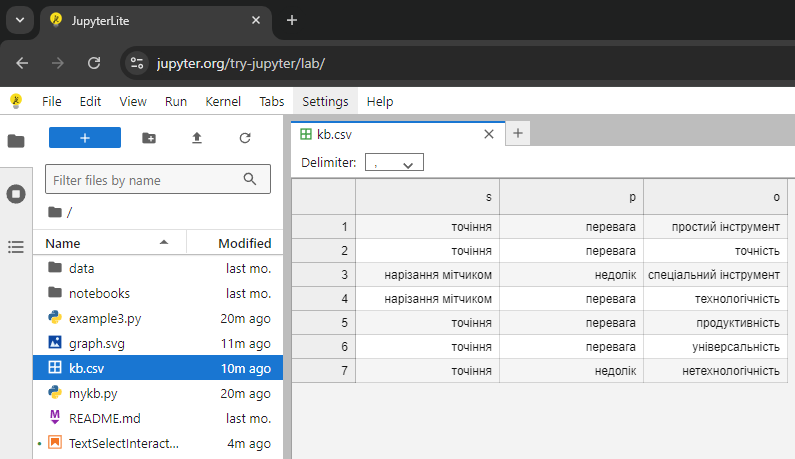 JupyterLite
jupyter.org/try-jupyter/lab/
File Edit View Run Kernel Tabs Settings Help
Filter files by name
/
Name Modified
data last mo.
notebooks last mo.
example3.py 20m ago
graph.svg 11m ago
kb.csv 10m ago
mykb.py 20m ago
README.md last mo.
TextSelectInteract... 4m ago
kb.csv
Delimiter: ,
s p o
1 точіння перевага простий інструмент
2 точіння перевага точність
3 нарізання мітчиком недолік спеціальний інструмент
4 нарізання мітчиком перевага технологічність
5 точіння перевага продуктивність
6 точіння перевага універсальність
7 точіння недолік нетехнологічність